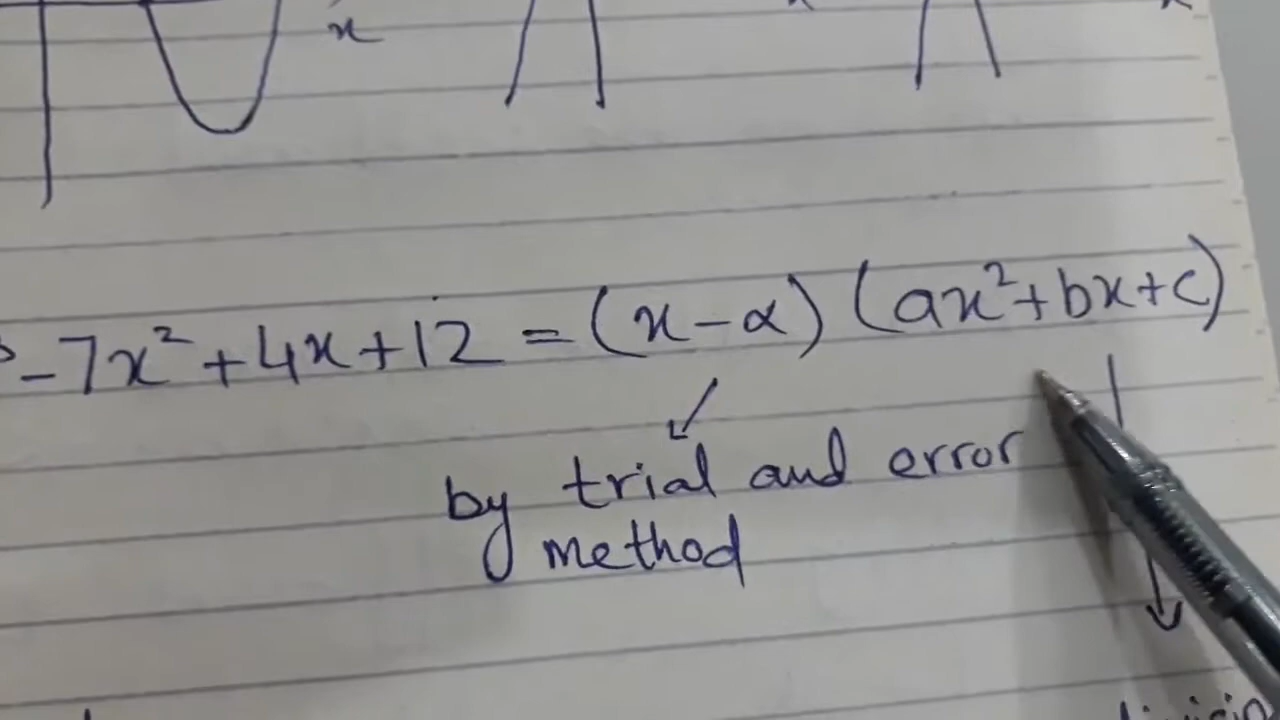 x
- 7x² + 4x + 12 = (x - α) (ax² + bx + c)
by trial and error
method